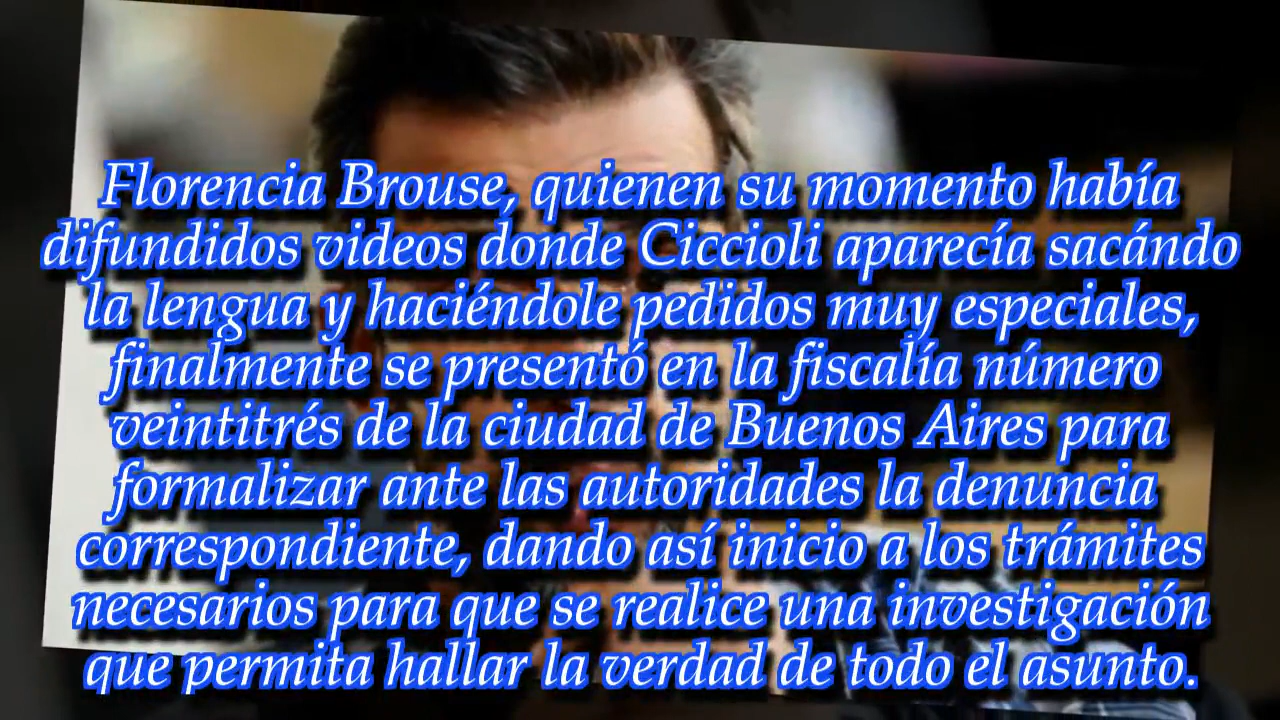 Florencia Brouse, quienen su momento había
difundidos videos donde Ciccioli aparecía sacándo
la lengua y haciéndole pedidos muy especiales,
finalmente se presentó en la fiscalía número
veintitrés de la ciudad de Buenos Aires para
formalizar ante las autoridades la denuncia
correspondiente, dando así inicio a los trámites
necesarios para que se realice una investigación
que permita hallar la verdad de todo el asunto.